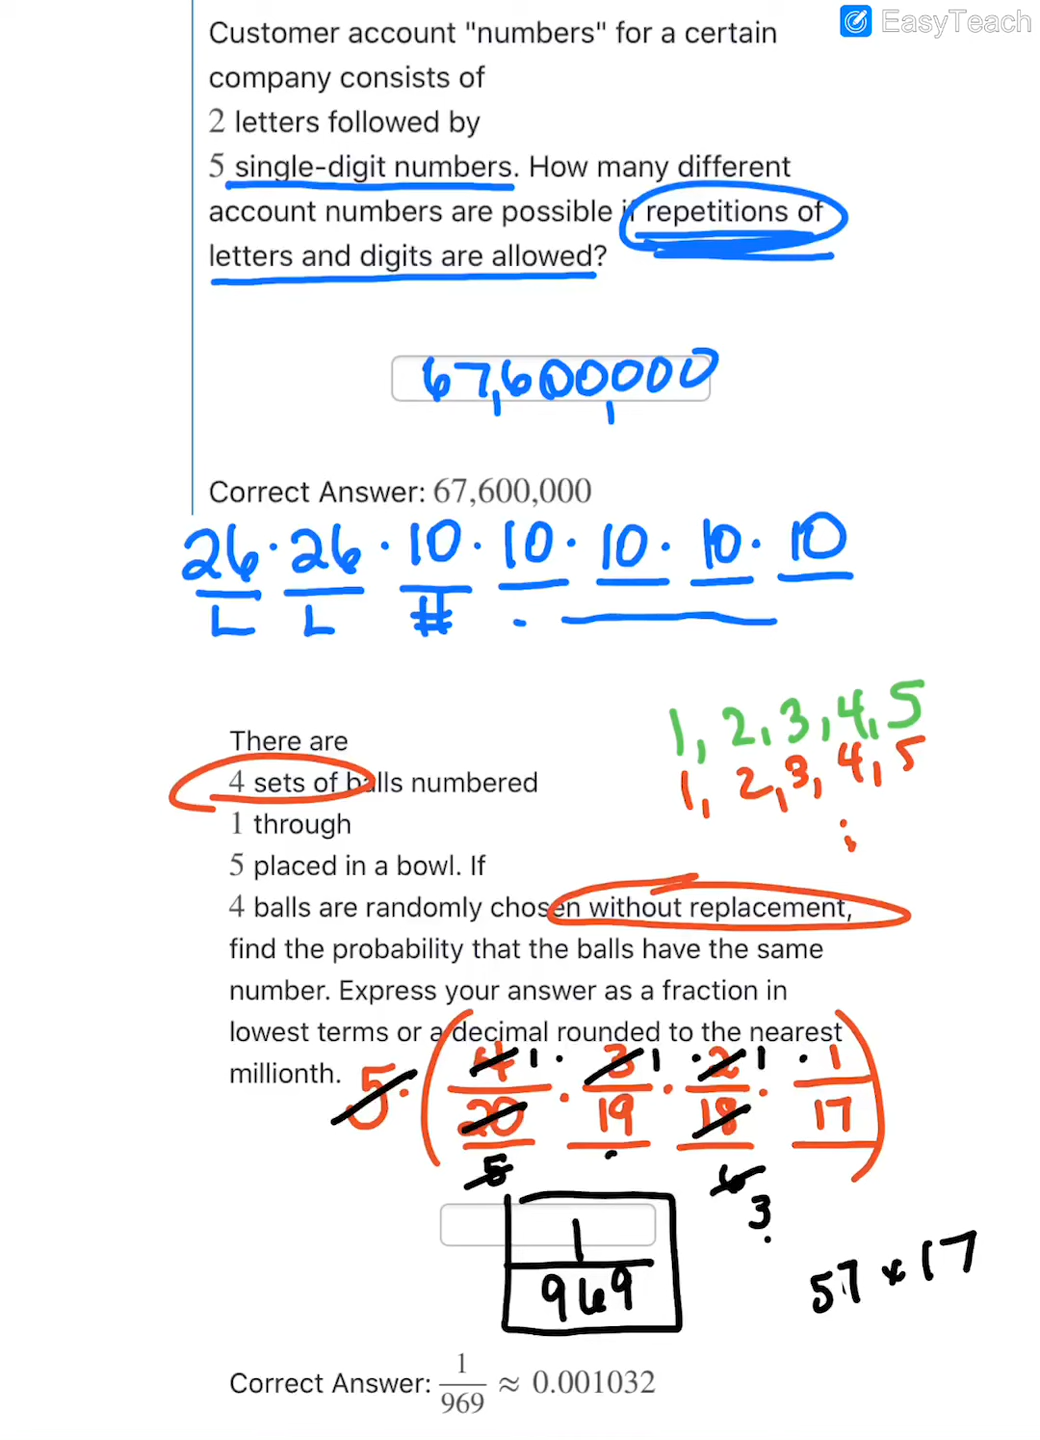 EasyTeach
Customer account "numbers" for a certain
company consists of
2 letters followed by
5 single-digit numbers. How many different
account numbers are possible if repetitions of
letters and digits are allowed?
67,600,000
Correct Answer: 67,600,000
26 · 26 · 10 · 10 · 10 · 10 · 10
L L #
1, 2, 3, 4, 5
1, 2, 3, 4, 5
There are
4 sets of balls numbered
1 through
5 placed in a bowl. If
4 balls are randomly chosen without replacement,
find the probability that the balls have the same
number. Express your answer as a fraction in
lowest terms or a decimal rounded to the nearest
millionth.
5 · ( 4/20 · 3/19 · 2/18 · 1/17 )
1 1 1
5 6
3
1/969
57 * 17
Correct Answer: 1/969 ≈ 0.001032